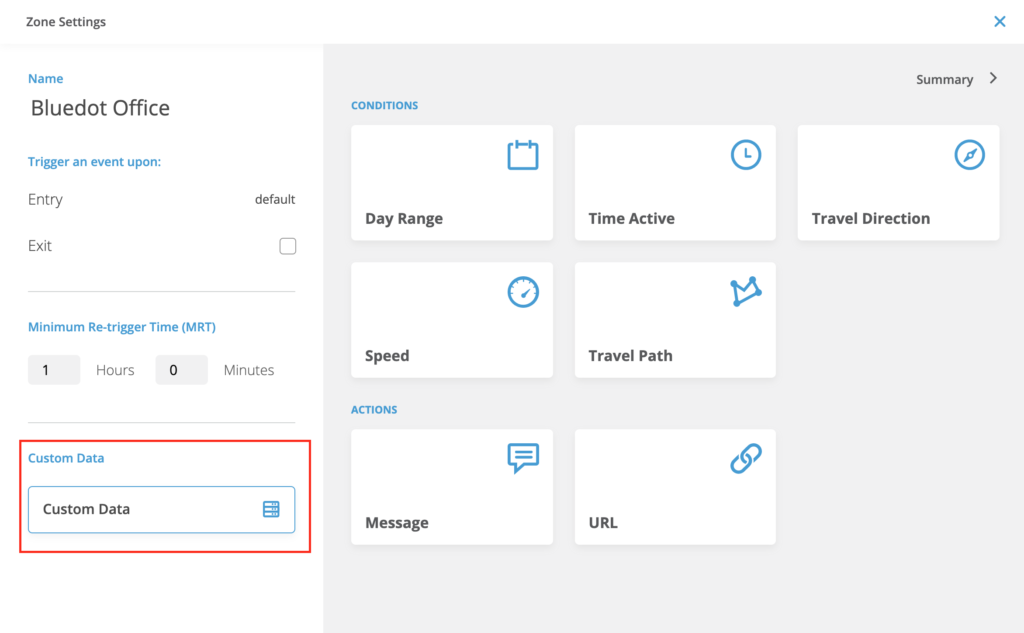 Zone Settings
Name
Bluedot Office
Trigger an event upon:
Entry default
Exit
Minimum Re-trigger Time (MRT)
1 Hours 0 Minutes
Custom Data
Custom Data
Summary
CONDITIONS
Day Range
Time Active
Travel Direction
Speed
Travel Path
ACTIONS
Message
URL